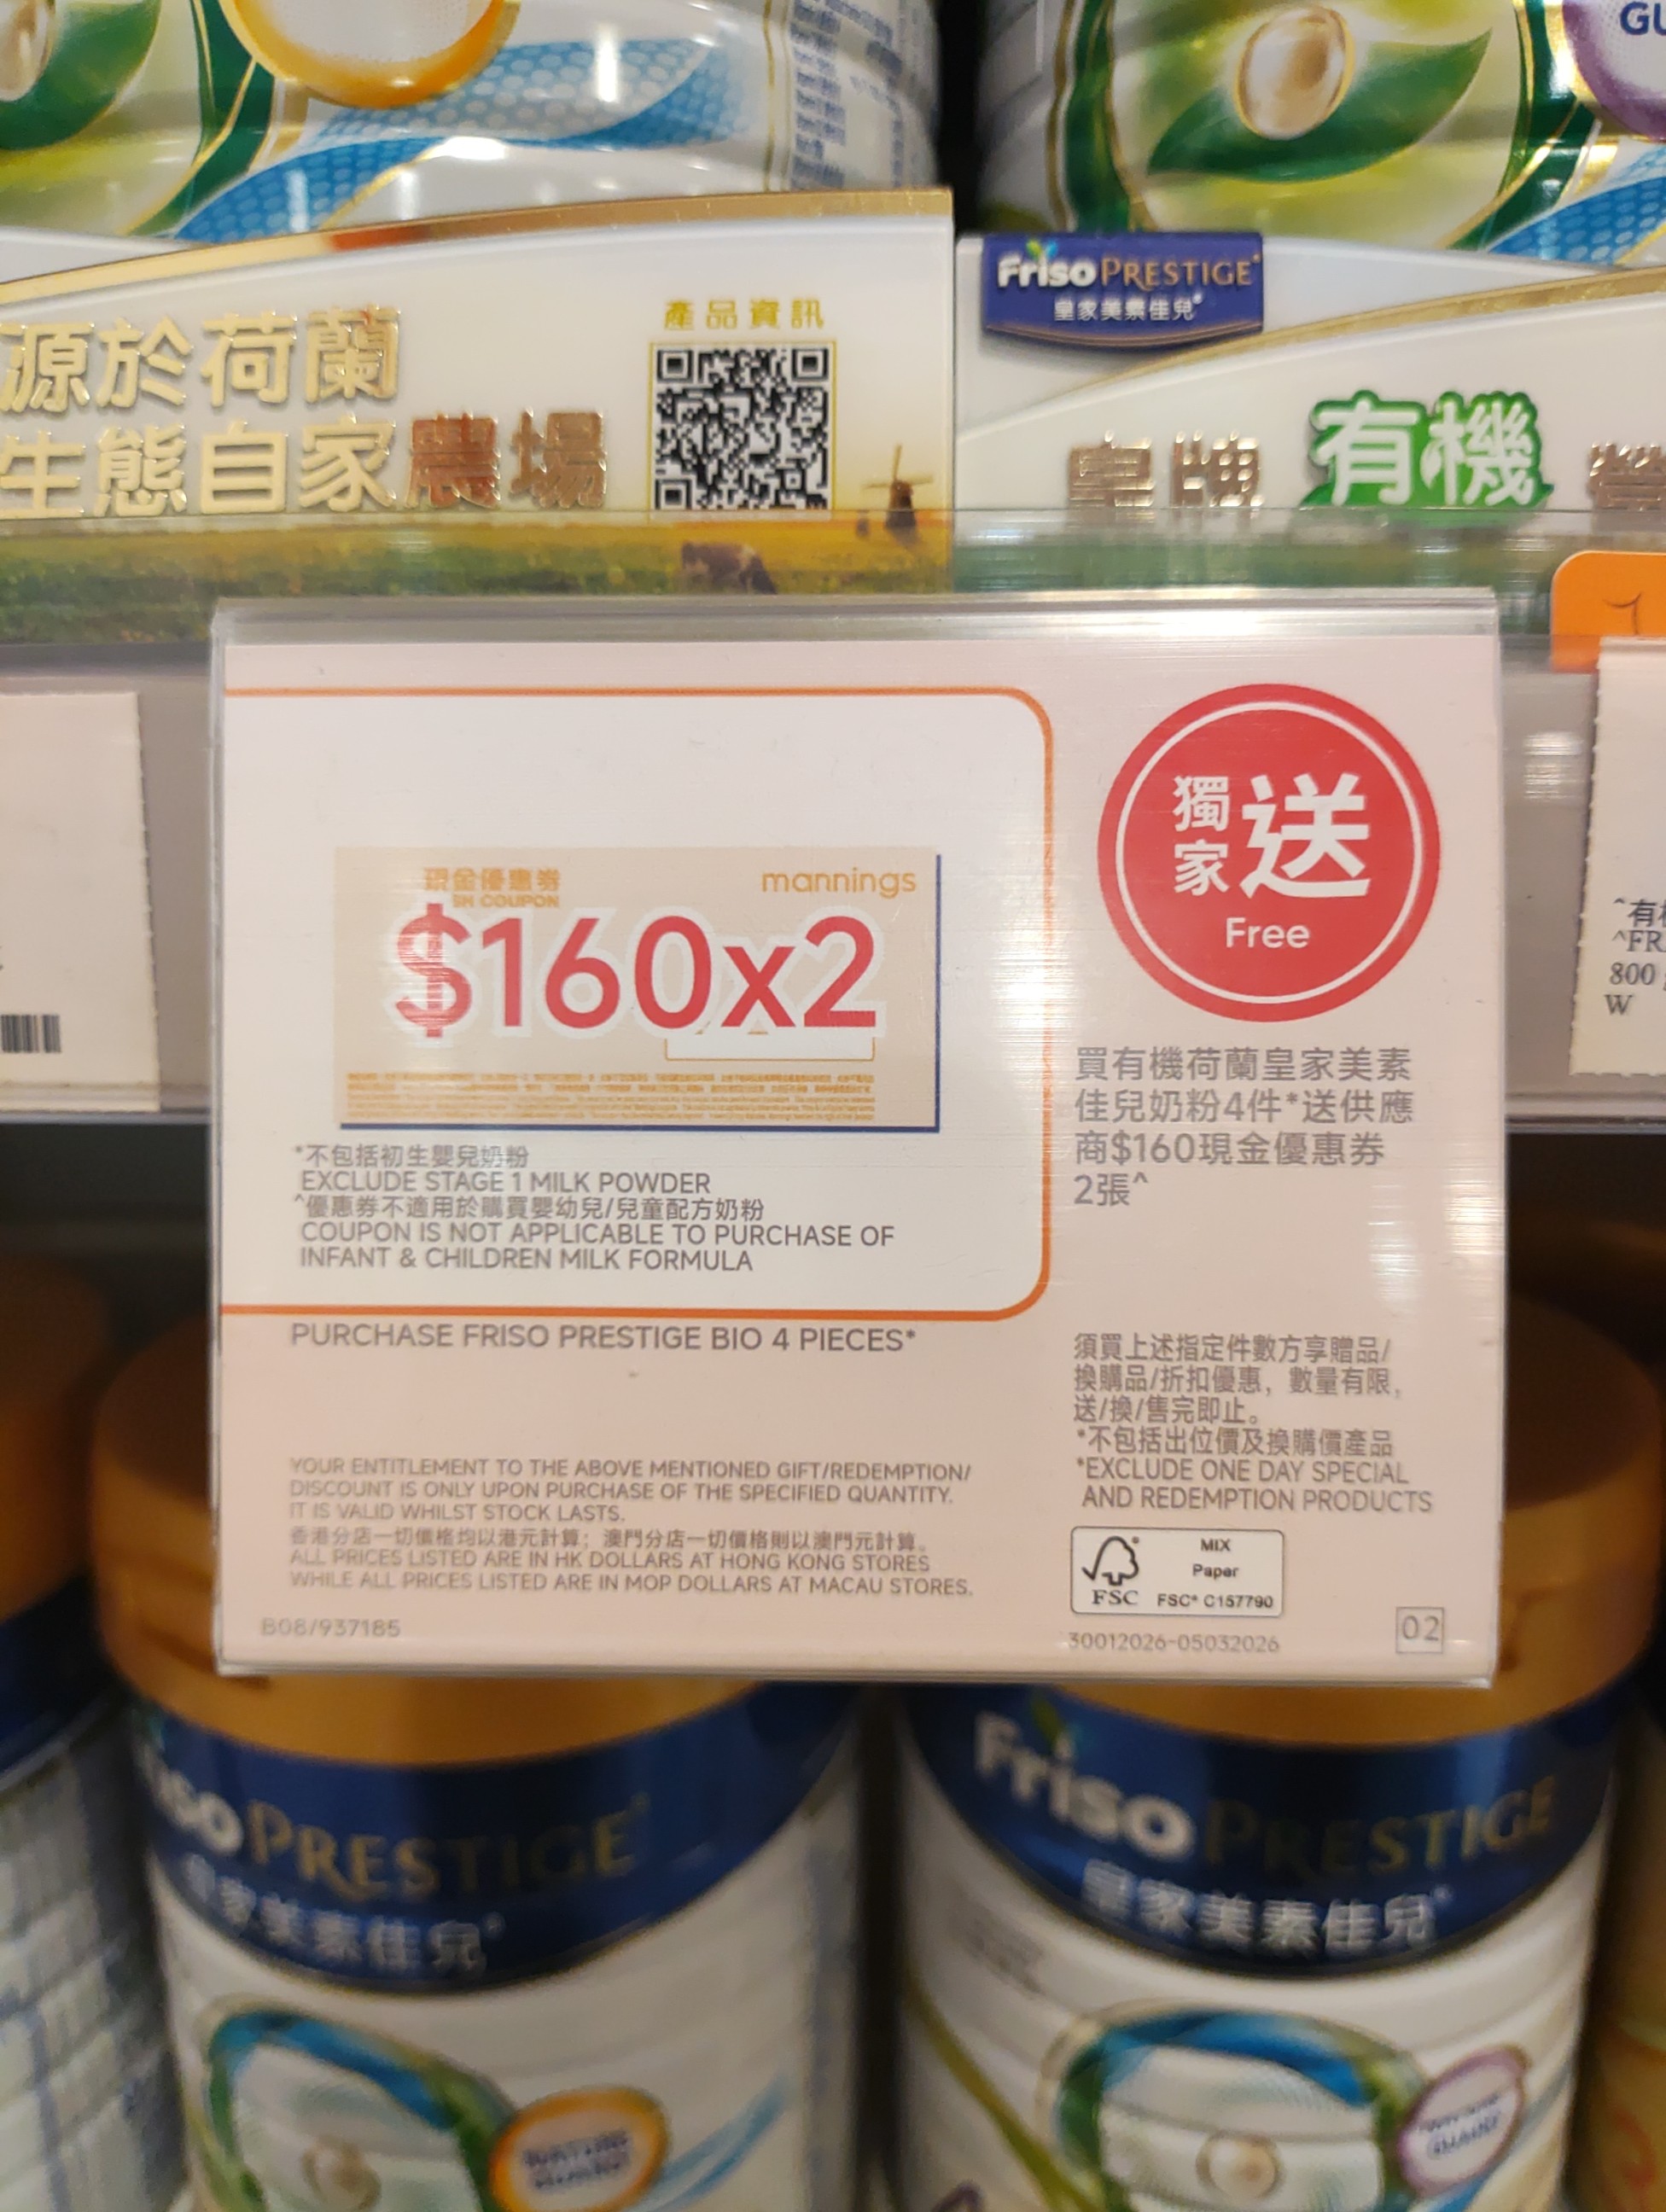 GU
Friso PRESTIGE
皇家美素佳兒
產品資訊
源於荷蘭
生態自家農場
皇牌 有機 營
現金優惠券
mannings
COUPON
$160x2
獨家送
Free
買有機荷蘭皇家美素
佳兒奶粉4件*送供應
商$160現金優惠券
2張^
*不包括初生嬰兒奶粉
EXCLUDE STAGE 1 MILK POWDER
^優惠券不適用於購買嬰幼兒/兒童配方奶粉
COUPON IS NOT APPLICABLE TO PURCHASE OF
INFANT & CHILDREN MILK FORMULA
PURCHASE FRISO PRESTIGE BIO 4 PIECES*
須買上述指定件數方享贈品/
換購品/折扣優惠，數量有限，
送/換/售完即止。
*不包括出位價及換購價產品
*EXCLUDE ONE DAY SPECIAL
AND REDEMPTION PRODUCTS
YOUR ENTITLEMENT TO THE ABOVE MENTIONED GIFT/REDEMPTION/
DISCOUNT IS ONLY UPON PURCHASE OF THE SPECIFIED QUANTITY.
IT IS VALID WHILST STOCK LASTS.
香港分店一切價格均以港元計算；澳門分店一切價格則以澳門元計算。
ALL PRICES LISTED ARE IN HK DOLLARS AT HONG KONG STORES
WHILE ALL PRICES LISTED ARE IN MOP DOLLARS AT MACAU STORES.
FSC
MIX
Paper
FSC® C157790
B08/937185
30012026-05032026
02
^有
^FR
800
W
Friso PRESTIGE
皇家美素佳兒
Friso PRESTIGE
皇家美素佳兒